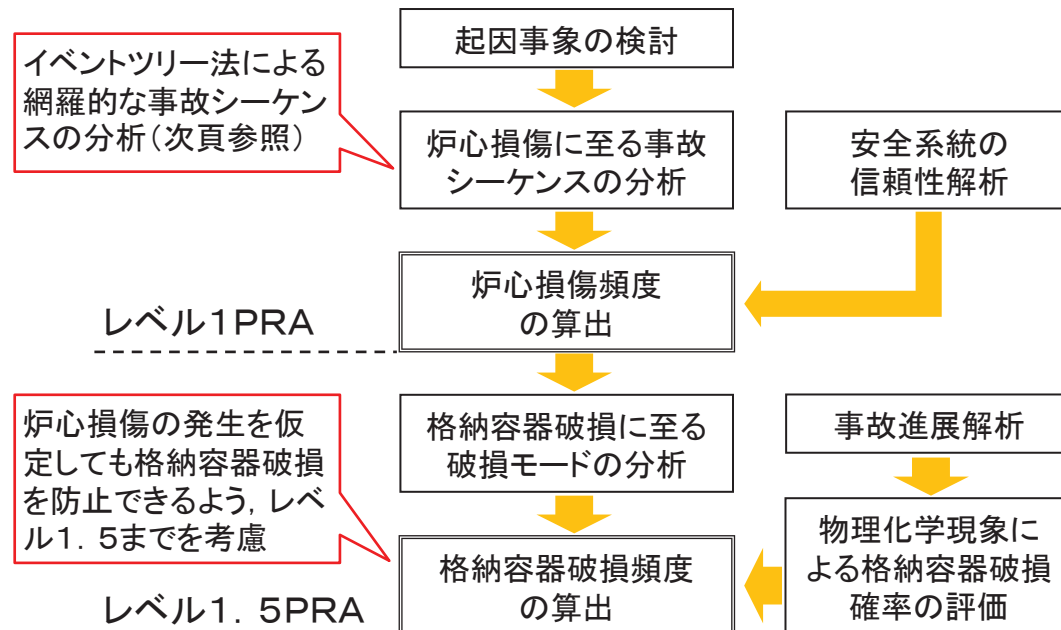 起因事象の検討
イベントツリー法による
網羅的な事故シーケン
スの分析（次頁参照）
炉心損傷に至る事故
シーケンスの分析
安全系統の
信頼性解析
炉心損傷頻度
の算出
レベル１PRA
炉心損傷の発生を仮
定しても格納容器破損
を防止できるよう，レベ
ル１．５までを考慮
格納容器破損に至る
破損モードの分析
事故進展解析
物理化学現象に
よる格納容器破損
確率の評価
格納容器破損頻度
の算出
レベル１．５PRA